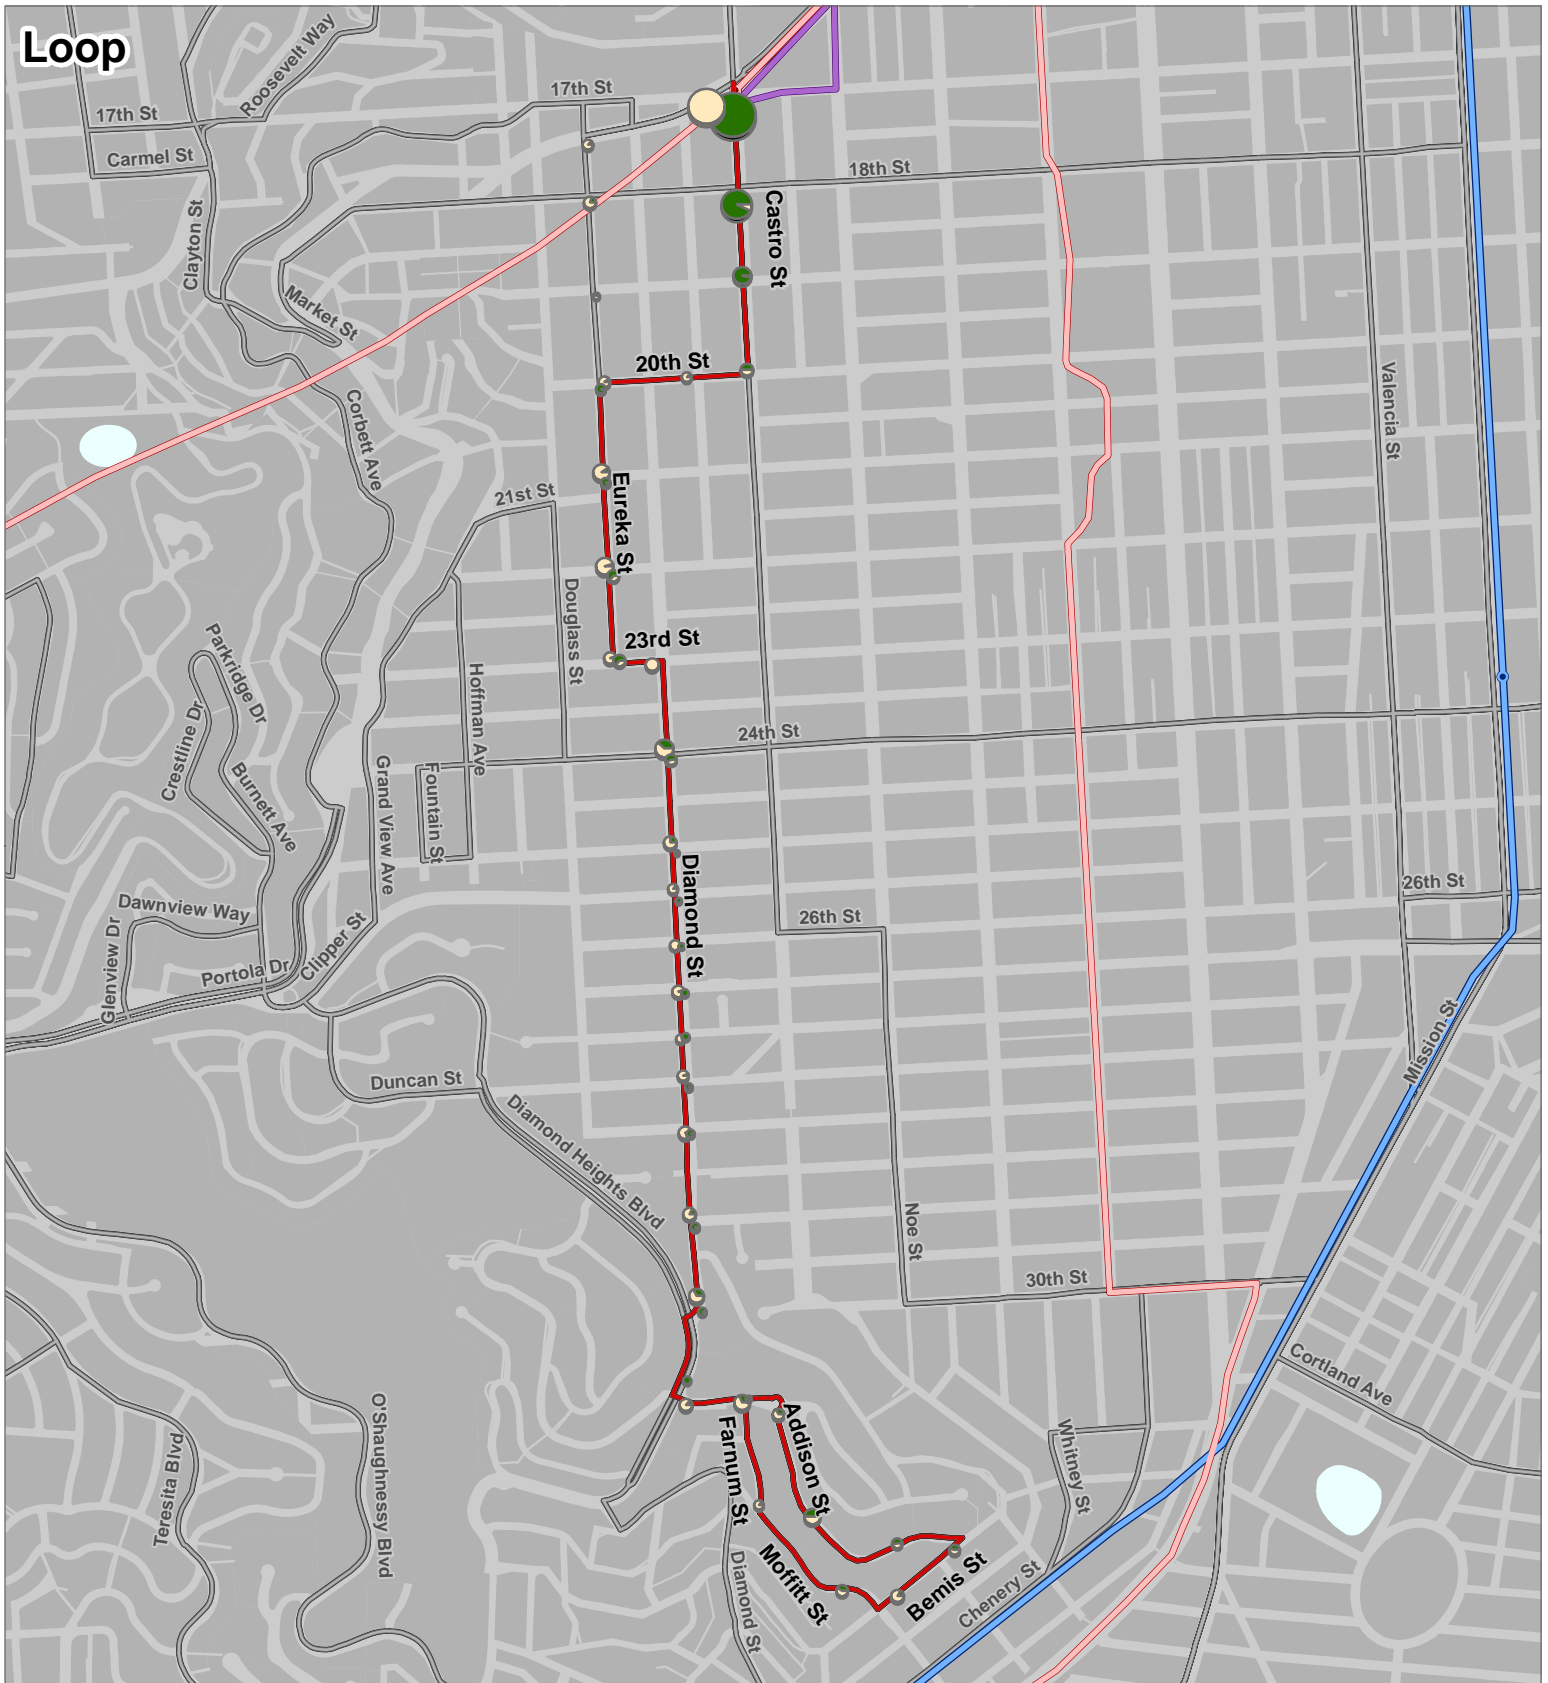 Loop
Roosevelt Way
17th St
17th St
Carmel St
18th St
Clayton St
Castro St
Market St
20th St
Valencia St
Corbett Ave
21st St
Eureka St
Douglass St
Parkridge Dr
23rd St
Hoffman Ave
Crestline Dr
24th St
Burnett Ave
Grand View Ave
Fountain St
Diamond St
26th St
Dawnview Way
26th St
Glenview Dr
Portola Dr
Clipper St
Mission St
Duncan St
Diamond Heights Blvd
Noe St
30th St
Cortland Ave
O'Shaughnessy Blvd
Teresita Blvd
Farnum St
Addison St
Whitney St
Moffitt St
Diamond St
Bemis St
Chenery St